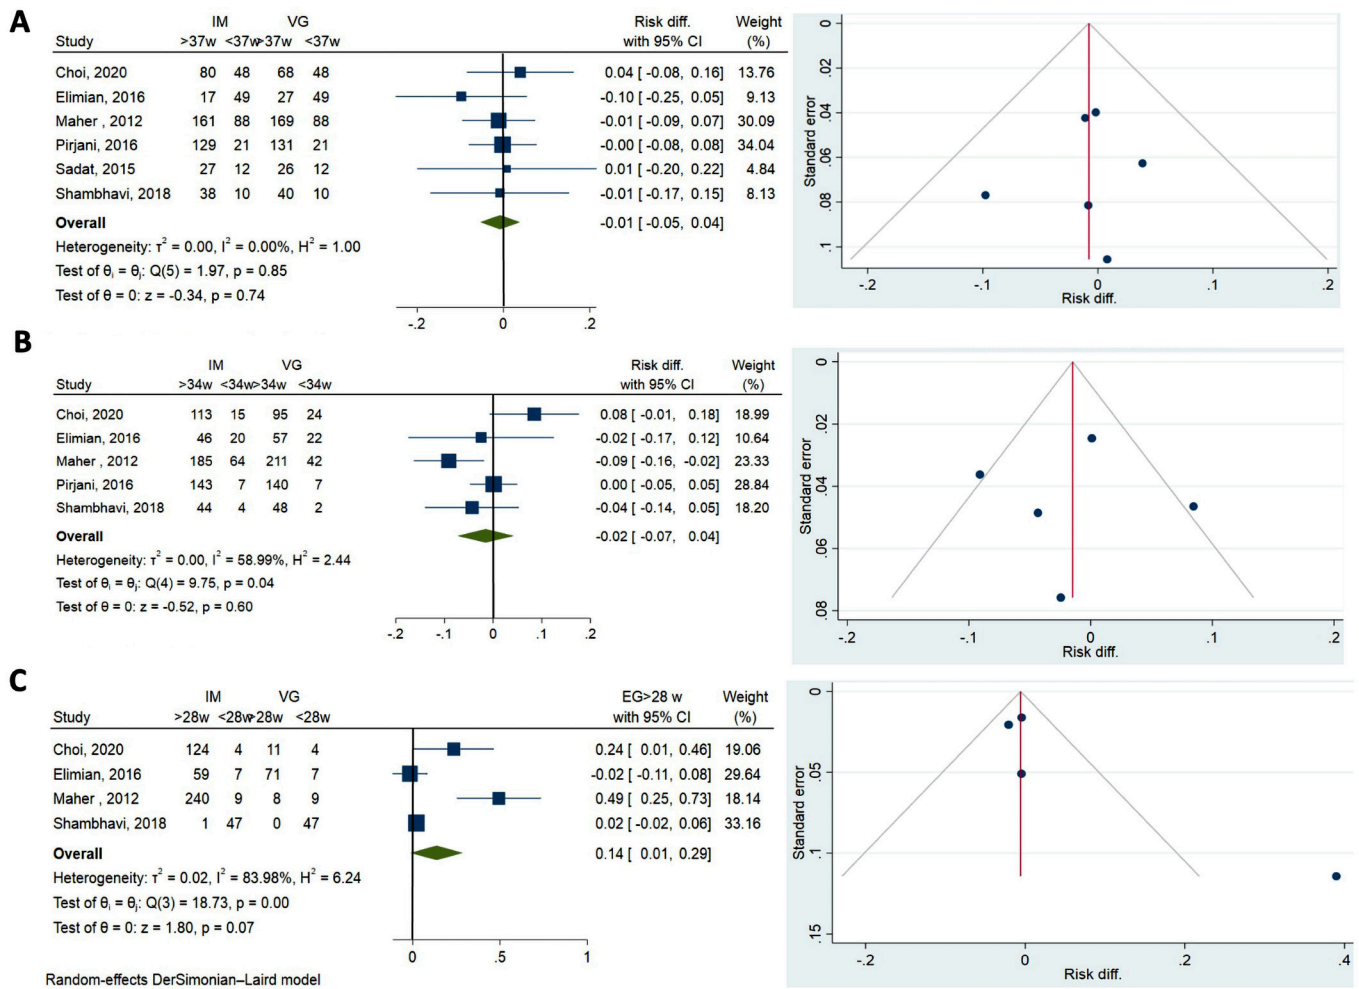 A
IM VG Risk diff. Weight
Study >37w <37w >37w <37w with 95% CI (%)
Choi, 2020 80 48 68 48 0.04 [ -0.08, 0.16] 13.76
Elimian, 2016 17 49 27 49 -0.10 [ -0.25, 0.05] 9.13
Maher , 2012 161 88 169 88 -0.01 [ -0.09, 0.07] 30.09
Pirjani, 2016 129 21 131 21 -0.00 [ -0.08, 0.08] 34.04
Sadat, 2015 27 12 26 12 0.01 [ -0.20, 0.22] 4.84
Shambhavi, 2018 38 10 40 10 -0.01 [ -0.17, 0.15] 8.13
Overall -0.01 [ -0.05, 0.04]
Heterogeneity: τ² = 0.00, I² = 0.00%, H² = 1.00
Test of θᵢ = θⱼ: Q(5) = 1.97, p = 0.85
Test of θ = 0: z = -0.34, p = 0.74
-.2 0 .2
Standard error
0
.02
.04
.06
.08
.1
-.2 -.1 0 .1 .2
Risk diff.
B
IM VG Risk diff. Weight
Study >34w <34w >34w <34w with 95% CI (%)
Choi, 2020 113 15 95 24 0.08 [ -0.01, 0.18] 18.99
Elimian, 2016 46 20 57 22 -0.02 [ -0.17, 0.12] 10.64
Maher , 2012 185 64 211 42 -0.09 [ -0.16, -0.02] 23.33
Pirjani, 2016 143 7 140 7 0.00 [ -0.05, 0.05] 28.84
Shambhavi, 2018 44 4 48 2 -0.04 [ -0.14, 0.05] 18.20
Overall -0.02 [ -0.07, 0.04]
Heterogeneity: τ² = 0.00, I² = 58.99%, H² = 2.44
Test of θᵢ = θⱼ: Q(4) = 9.75, p = 0.04
Test of θ = 0: z = -0.52, p = 0.60
-.2 -.1 0 .1 .2
Standard error
0
.02
.04
.06
.08
-.2 -.1 0 .1 .2
Risk diff.
C
IM VG EG>28 w Weight
Study >28w <28w >28w <28w with 95% CI (%)
Choi, 2020 124 4 11 4 0.24 [ 0.01, 0.46] 19.06
Elimian, 2016 59 7 71 7 -0.02 [ -0.11, 0.08] 29.64
Maher , 2012 240 9 8 9 0.49 [ 0.25, 0.73] 18.14
Shambhavi, 2018 1 47 0 47 0.02 [ -0.02, 0.06] 33.16
Overall 0.14 [ 0.01, 0.29]
Heterogeneity: τ² = 0.02, I² = 83.98%, H² = 6.24
Test of θᵢ = θⱼ: Q(3) = 18.73, p = 0.00
Test of θ = 0: z = 1.80, p = 0.07
0 .5 1
Random-effects DerSimonian–Laird model
Standard error
0
.05
.1
.15
-.2 0 .2 .4
Risk diff.